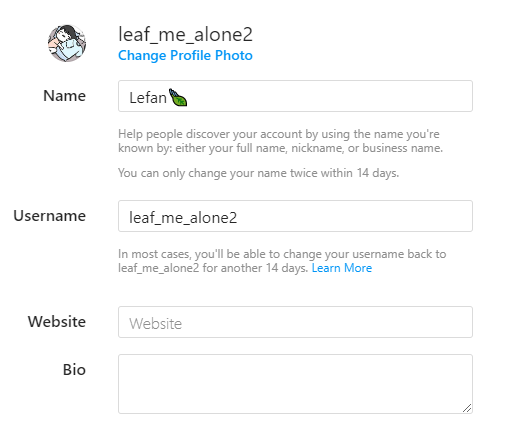 leaf_me_alone2
Change Profile Photo
Name
Lefan🍃
Help people discover your account by using the name you're
known by: either your full name, nickname, or business name.
You can only change your name twice within 14 days.
Username
leaf_me_alone2
In most cases, you'll be able to change your username back to
leaf_me_alone2 for another 14 days. Learn More
Website
Website
Bio